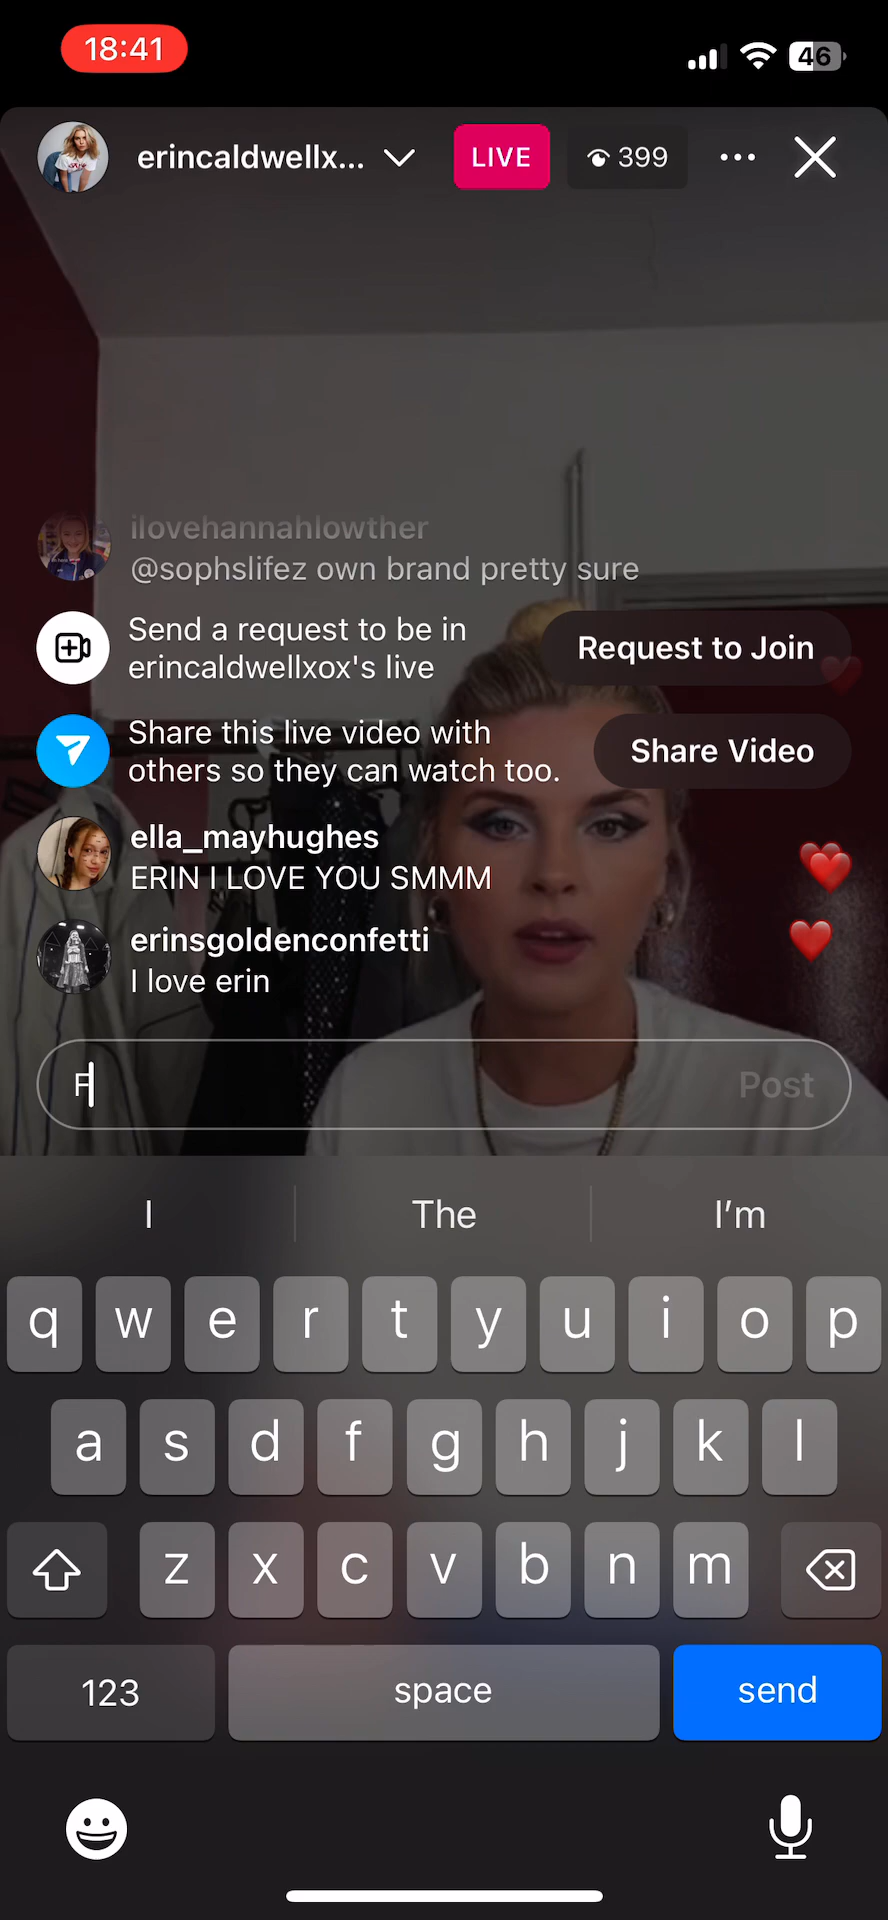 18:41
46
erincaldwellx...
LIVE
399
ilovehannahlowther
@sophslifez own brand pretty sure
Send a request to be in
erincaldwellxox's live
Request to Join
Share this live video with
others so they can watch too.
Share Video
ella_mayhughes
ERIN I LOVE YOU SMMM
erinsgoldenconfetti
I love erin
F
Post
I
The
I'm
q w e r t y u i o p
a s d f g h j k l
z x c v b n m
123
space
send